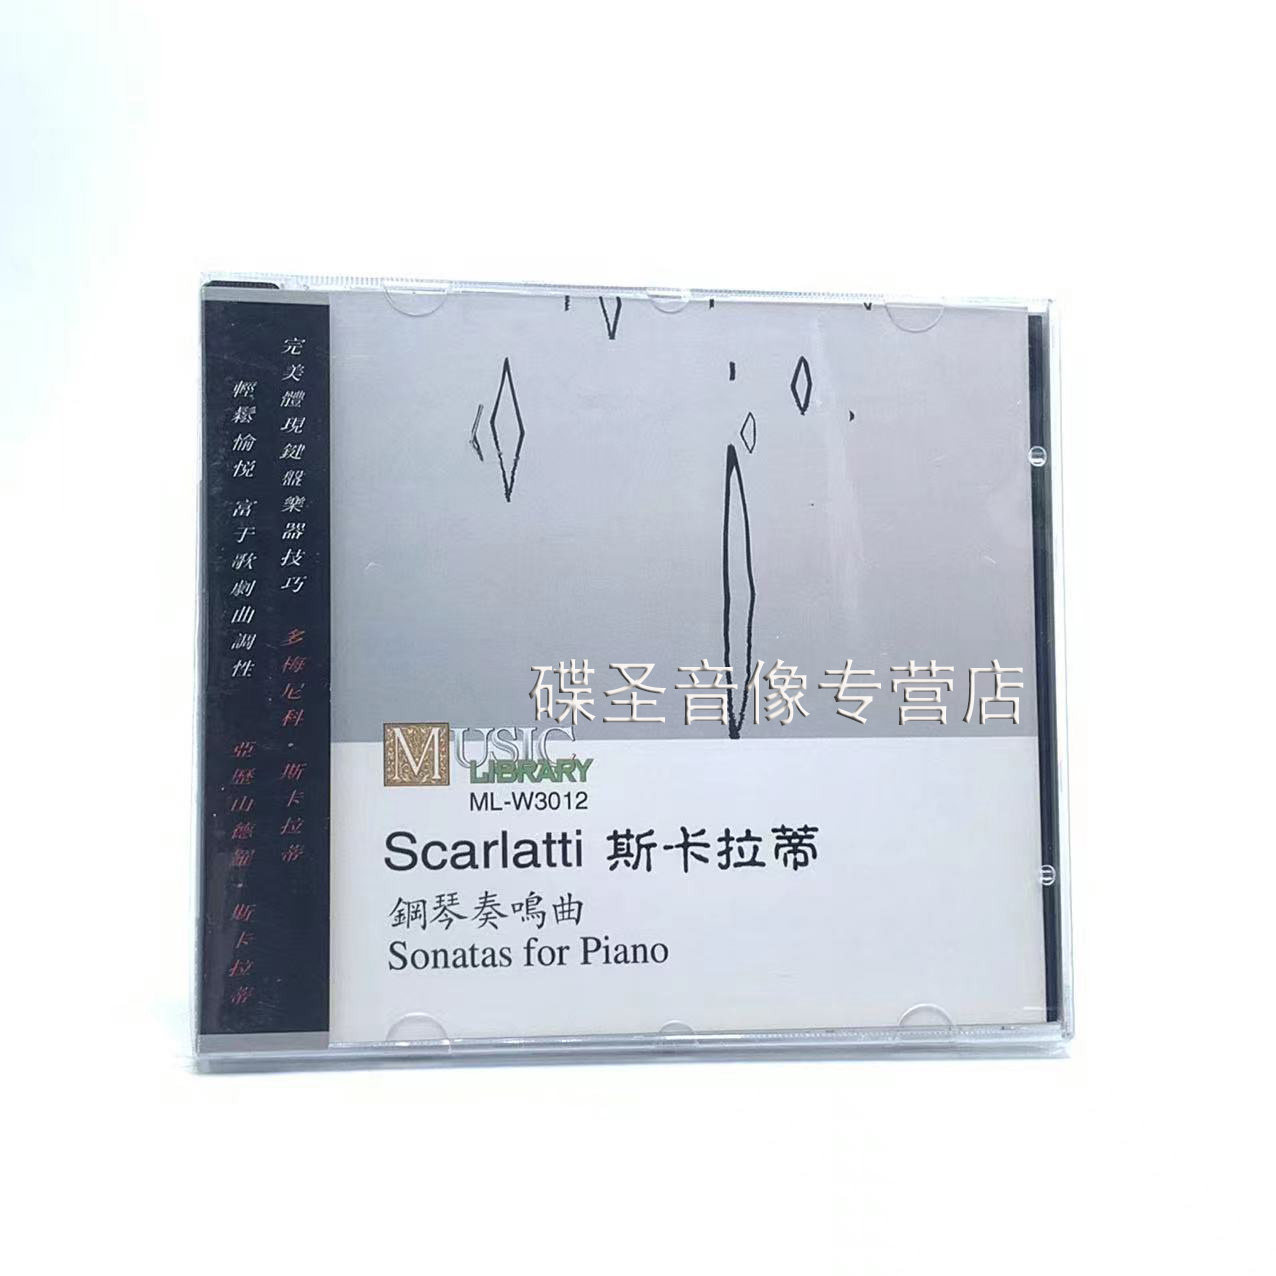 完美體現鍵盤樂器技巧 多梅尼科·斯卡拉蒂
輕鬆愉悅 富于歌劇曲調性 亞歷山德羅·斯卡拉蒂
碟圣音像专营店
MUSIC
LIBRARY
ML-W3012
Scarlatti 斯卡拉蒂
鋼琴奏鳴曲
Sonatas for Piano